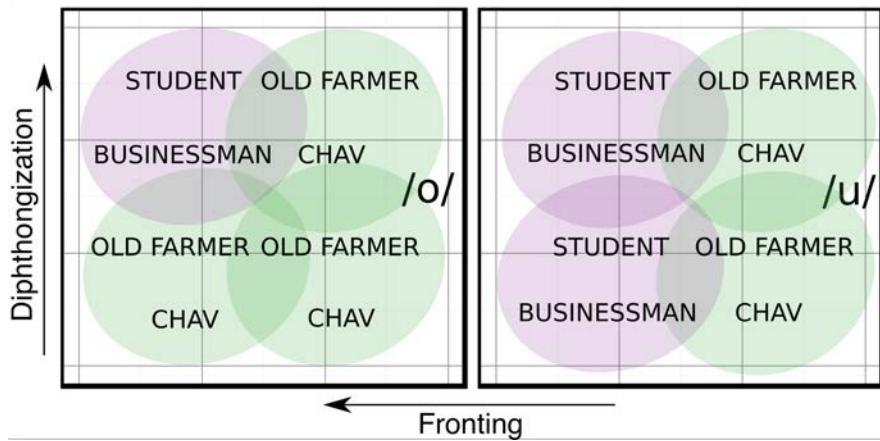 STUDENT OLD FARMER
BUSINESSMAN CHAV
/o/
OLD FARMER OLD FARMER
CHAV CHAV
STUDENT OLD FARMER
BUSINESSMAN CHAV
/u/
STUDENT OLD FARMER
BUSINESSMAN CHAV
Diphthongization
Fronting